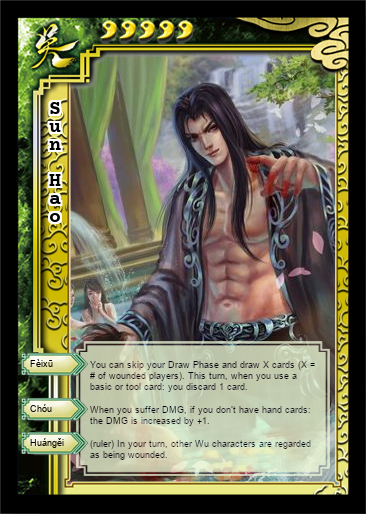 吴
Sun Hao
Fèixū
You can skip your Draw Phase and draw X cards (X =
# of wounded players). This turn, when you use a
basic or tool card: you discard 1 card.
Chóu
When you suffer DMG, if you don't have hand cards:
the DMG is increased by +1.
Huángěi
(ruler) In your turn, other Wu characters are regarded
as being wounded.